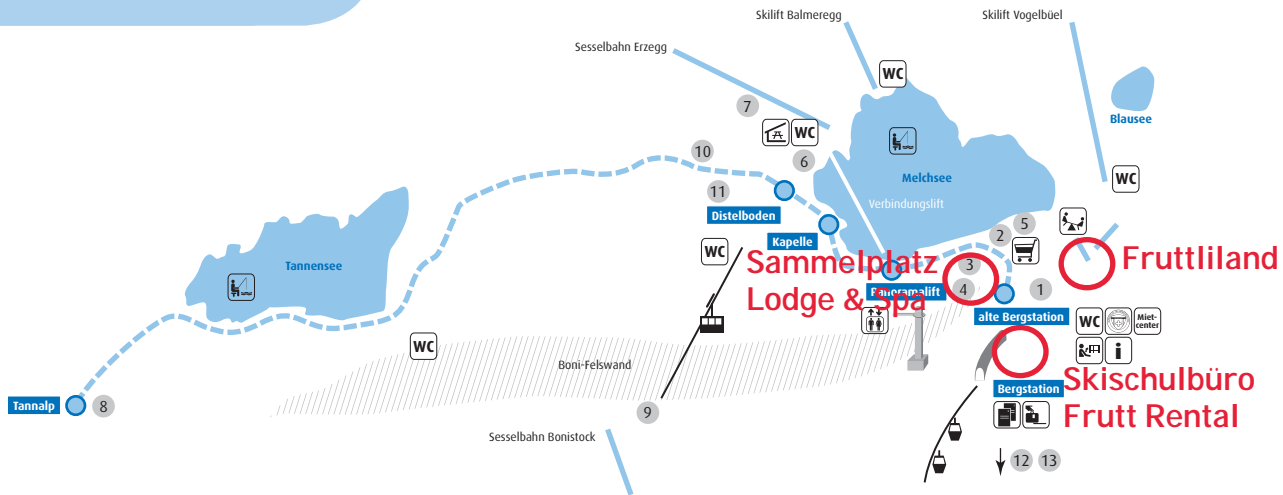 Skilift Balmeregg
Skilift Vogelbüel
Sesselbahn Erzegg
WC
Blausee
7
WC
10
6
Melchsee
WC
11
Verbindungslift
Distelboden
5
Kapelle
2
WC
Sammelplatz
Lodge & Spa
Fruttliland
Tannensee
3
Panoramalift
4
1
alte Bergstation
WC
Miet-
center
i
WC
Boni-Felswand
Skischulbüro
Frutt Rental
Bergstation
Tannalp
8
9
Sesselbahn Bonistock
12
13